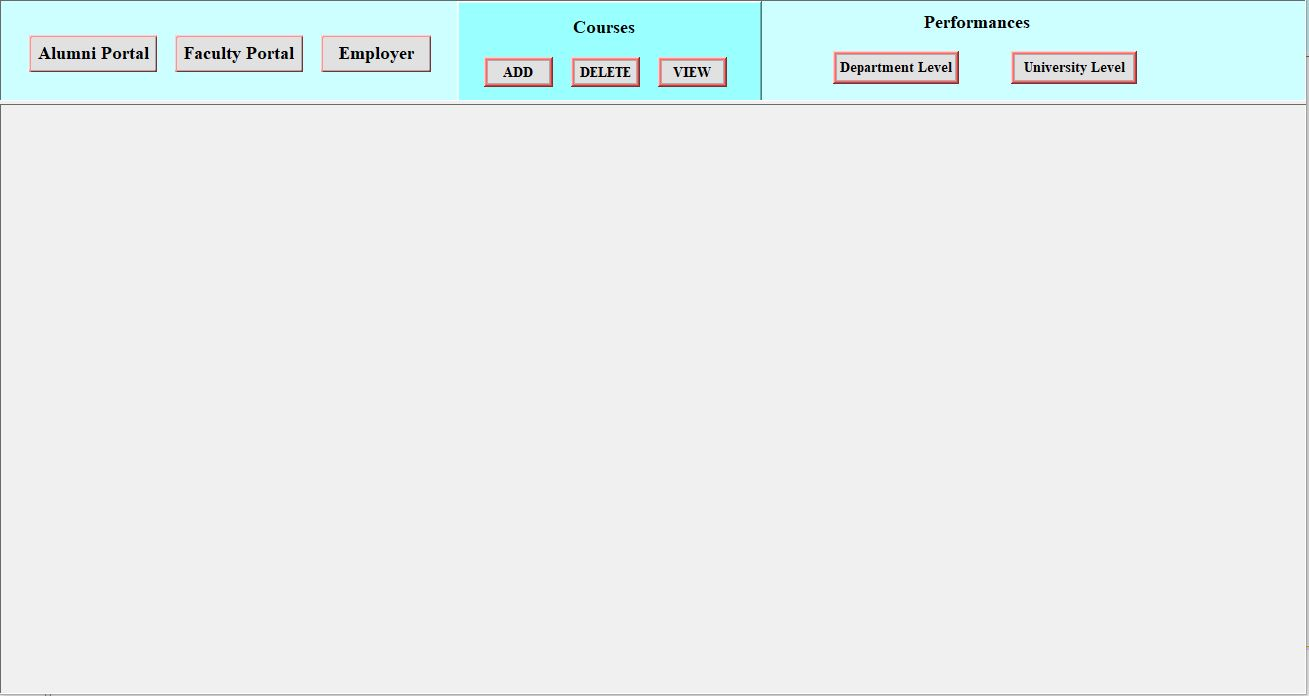 Alumni Portal
Faculty Portal
Employer
Courses
ADD
DELETE
VIEW
Performances
Department Level
University Level